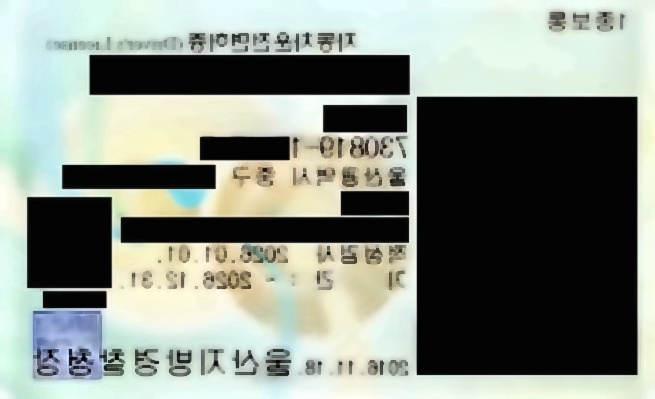 1종보통
자동차운전면허증 (Driver's License)
730819-1
울산광역시 중구
적성검사 2026.01.01.
기 간 : ~ 2026.12.31.
2016.11.18. 울산지방경찰청장